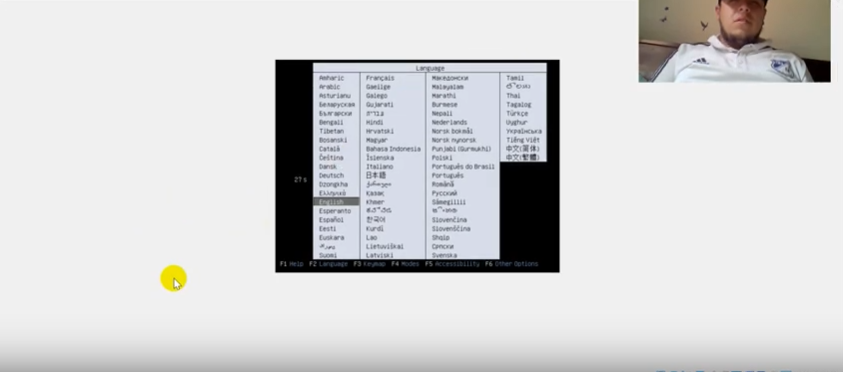 Language
Amharic
Arabic
Asturianu
Беларуская
Български
Bengali
Tibetan
Bosanski
Català
Čeština
Dansk
Deutsch
Dzongkha
Ελληνικά
English
Esperanto
Español
Eesti
Euskara
Suomi
Français
Gaeilge
Galego
Gujarati
עברית
Hindi
Hrvatski
Magyar
Bahasa Indonesia
Íslenska
Italiano
日本語
ქართული
Қазақ
Khmer
한국어
Kurdî
Lao
Lietuviškai
Latviski
Македонски
Malayalam
Marathi
Burmese
Nepali
Nederlands
Norsk bokmål
Norsk nynorsk
Punjabi (Gurmukhi)
Polski
Português do Brasil
Português
Română
Русский
Sámegillii
Slovenčina
Slovenščina
Shqip
Српски
Svenska
Tamil
Thai
Tagalog
Türkçe
Uyghur
Українська
Tiếng Việt
中文(简体)
中文(繁體)
27 s
F1 Help F2 Language F3 Keymap F4 Modes F5 Accessibility F6 Other Options